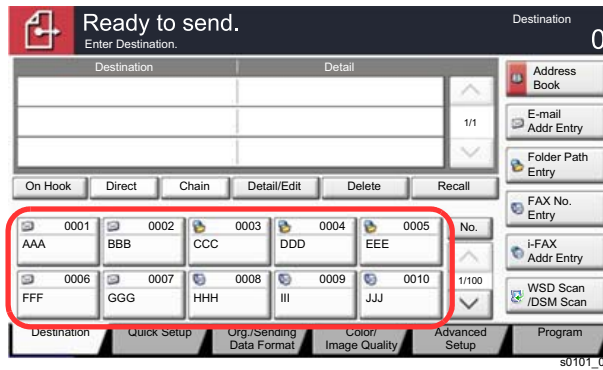 Ready to send.
Destination
Enter Destination.
0
Destination Detail
Address
Book
1/1
E-mail
Addr Entry
Folder Path
Entry
On Hook Direct Chain Detail/Edit Delete Recall
FAX No.
Entry
0001 0002 0003 0004 0005 No.
AAA BBB CCC DDD EEE
i-FAX
Addr Entry
0006 0007 0008 0009 0010 1/100
FFF GGG HHH III JJJ
WSD Scan
/DSM Scan
Destination Quick Setup Org./Sending
Data Format Color/
Image Quality Advanced
Setup Program
s0101_0